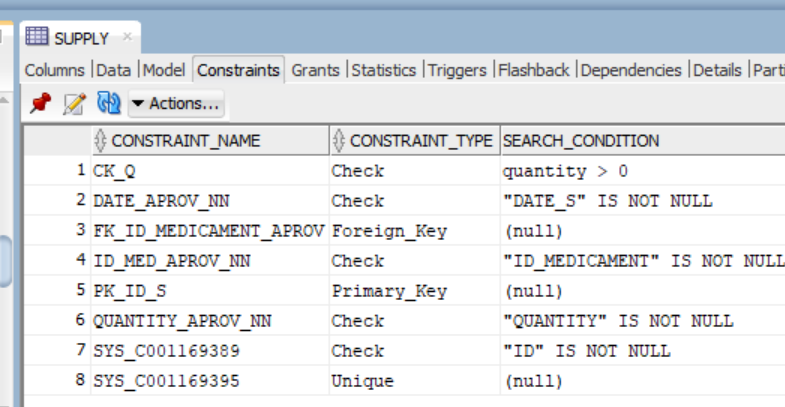 SUPPLY ×
Columns |Data |Model | Constraints | Grants |Statistics |Triggers |Flashback |Dependencies |Details |Parti
Actions...
CONSTRAINT_NAME CONSTRAINT_TYPE SEARCH_CONDITION
1 CK_Q Check quantity > 0
2 DATE_APROV_NN Check "DATE_S" IS NOT NULL
3 FK_ID_MEDICAMENT_APROV Foreign_Key (null)
4 ID_MED_APROV_NN Check "ID_MEDICAMENT" IS NOT NULL
5 PK_ID_S Primary_Key (null)
6 QUANTITY_APROV_NN Check "QUANTITY" IS NOT NULL
7 SYS_C001169389 Check "ID" IS NOT NULL
8 SYS_C001169395 Unique (null)